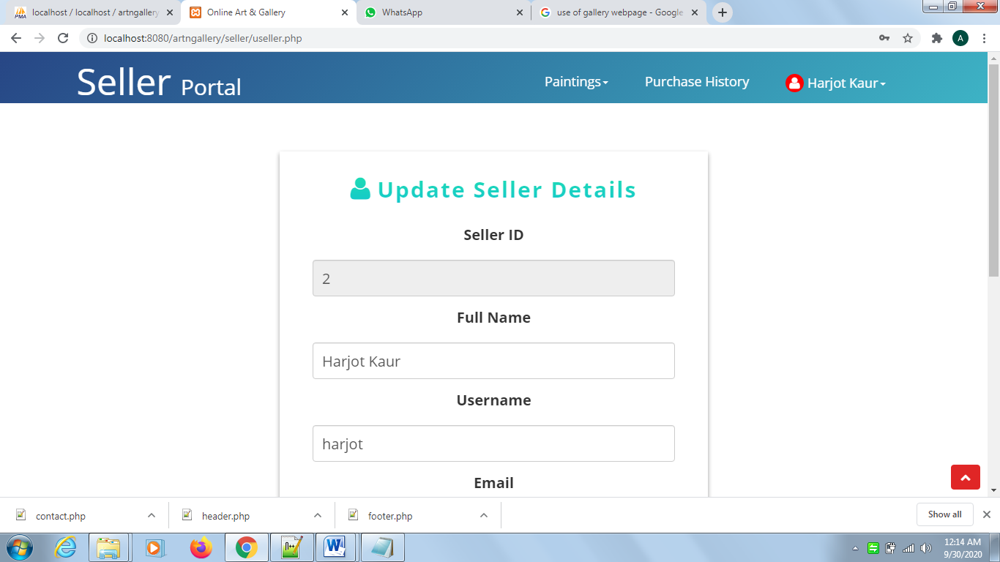 localhost / localhost / artngallery
Online Art & Gallery
WhatsApp
use of gallery webpage - Google
localhost:8080/artngallery/seller/useller.php
A
Seller Portal
Paintings
Purchase History
Harjot Kaur
Update Seller Details
Seller ID
2
Full Name
Harjot Kaur
Username
harjot
Email
contact.php
header.php
footer.php
Show all
12:14 AM
9/30/2020